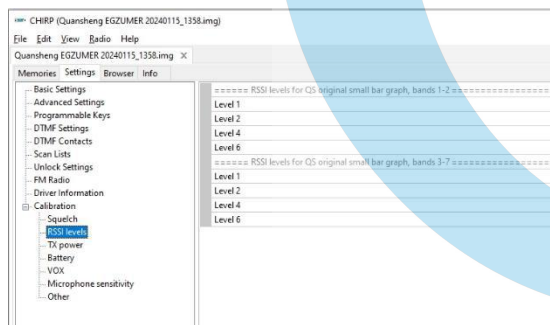 CHIRP (Quansheng EGZUMER 20240115_1358.img)
File Edit View Radio Help
Quansheng EGZUMER 20240115_1358.img X
Memories Settings Browser Info
Basic Settings
Advanced Settings
Programmable Keys
DTMF Settings
DTMF Contacts
Scan Lists
Unlock Settings
FM Radio
Driver Information
Calibration
Squelch
RSSI levels
TX power
Battery
VOX
Microphone sensitivity
Other
====== RSSI levels for QS original small bar graph, bands 1-2 ======
Level 1
Level 2
Level 4
Level 6
====== RSSI levels for QS original small bar graph, bands 3-7 ======
Level 1
Level 2
Level 4
Level 6